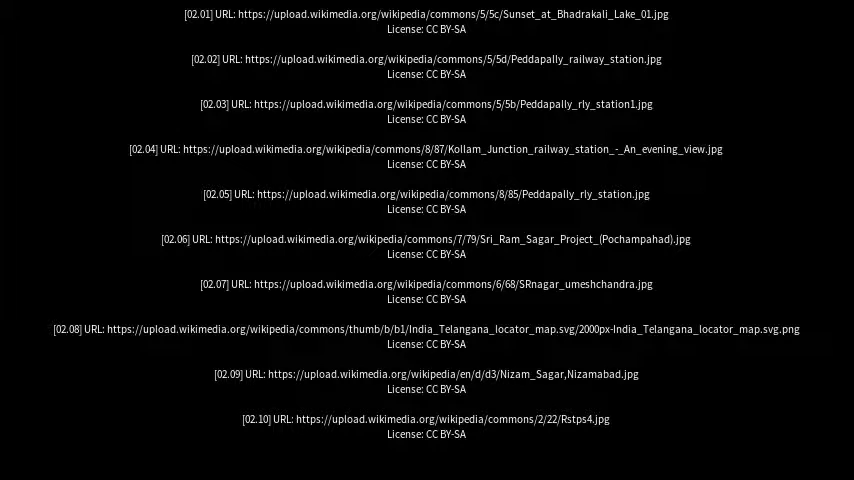 [02.01] URL: https://upload.wikimedia.org/wikipedia/commons/5/5c/Sunset_at_Bhadrakali_Lake_01.jpg
License: CC BY-SA
[02.02] URL: https://upload.wikimedia.org/wikipedia/commons/5/5d/Peddapally_railway_station.jpg
License: CC BY-SA
[02.03] URL: https://upload.wikimedia.org/wikipedia/commons/5/5b/Peddapally_rly_station1.jpg
License: CC BY-SA
[02.04] URL: https://upload.wikimedia.org/wikipedia/commons/8/87/Kollam_Junction_railway_station_-_An_evening_view.jpg
License: CC BY-SA
[02.05] URL: https://upload.wikimedia.org/wikipedia/commons/8/85/Peddapally_rly_station.jpg
License: CC BY-SA
[02.06] URL: https://upload.wikimedia.org/wikipedia/commons/7/79/Sri_Ram_Sagar_Project_(Pochampahad).jpg
License: CC BY-SA
[02.07] URL: https://upload.wikimedia.org/wikipedia/commons/6/68/SRnagar_umeshchandra.jpg
License: CC BY-SA
[02.08] URL: https://upload.wikimedia.org/wikipedia/commons/thumb/b/b1/India_Telangana_locator_map.svg/2000px-India_Telangana_locator_map.svg.png
License: CC BY-SA
[02.09] URL: https://upload.wikimedia.org/wikipedia/en/d/d3/Nizam_Sagar,Nizamabad.jpg
License: CC BY-SA
[02.10] URL: https://upload.wikimedia.org/wikipedia/commons/2/22/Rstps4.jpg
License: CC BY-SA